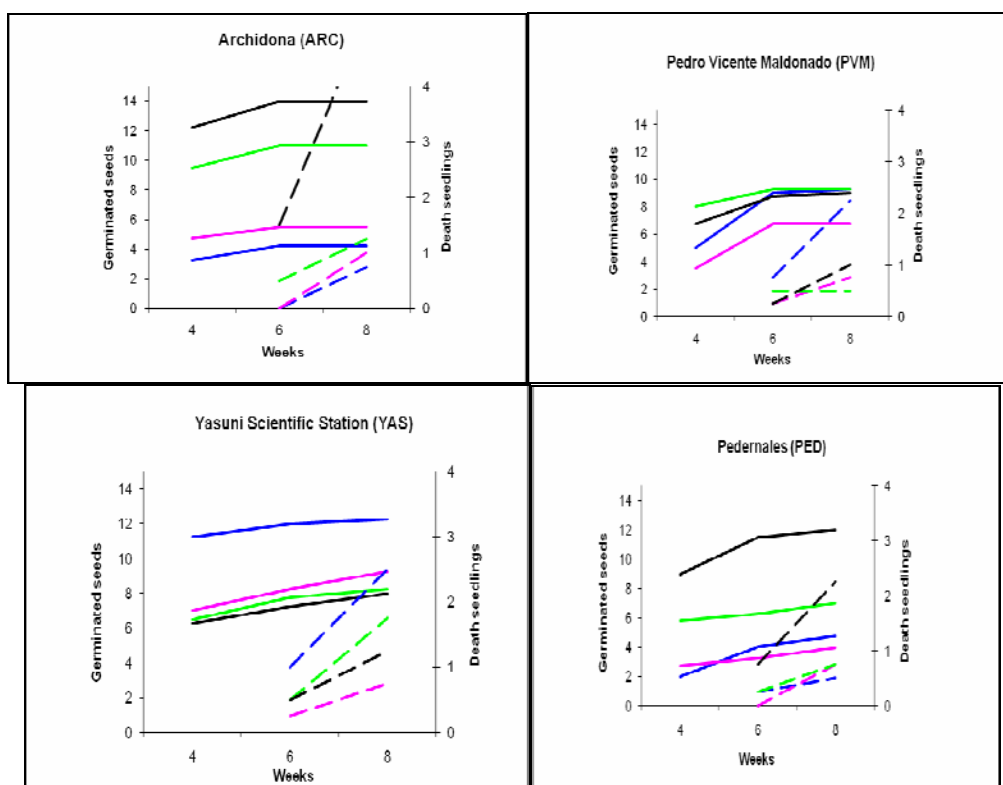 Archidona (ARC)
14
12
10
8
6
4
2
0
Germinated seeds
4
3
2
1
0
Death seedlings
4 6 8
Weeks
Pedro Vicente Maldonado (PVM)
14
12
10
8
6
4
2
0
Germinated seeds
4
3
2
1
0
Death seedlings
4 6 8
Weeks
Yasuni Scientific Station (YAS)
14
12
10
8
6
4
2
0
Germinated seeds
4
3
2
1
0
Death seedlings
4 6 8
Weeks
Pedernales (PED)
14
12
10
8
6
4
2
0
Germinated seeds
4
3
2
1
0
Death seedlings
4 6 8
Weeks